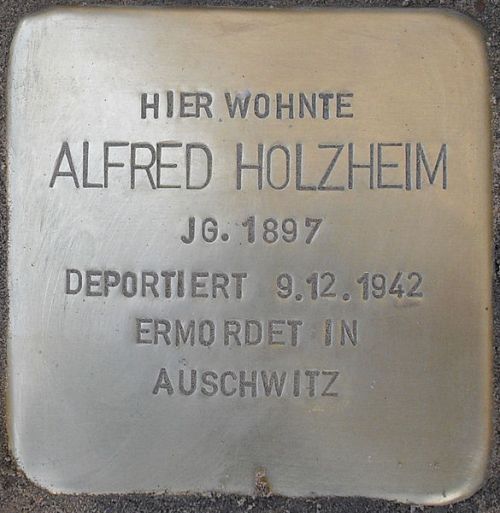 HIER WOHNTE
ALFRED HOLZHEIM
JG. 1897
DEPORTIERT 9.12.1942
ERMORDET IN
AUSCHWITZ